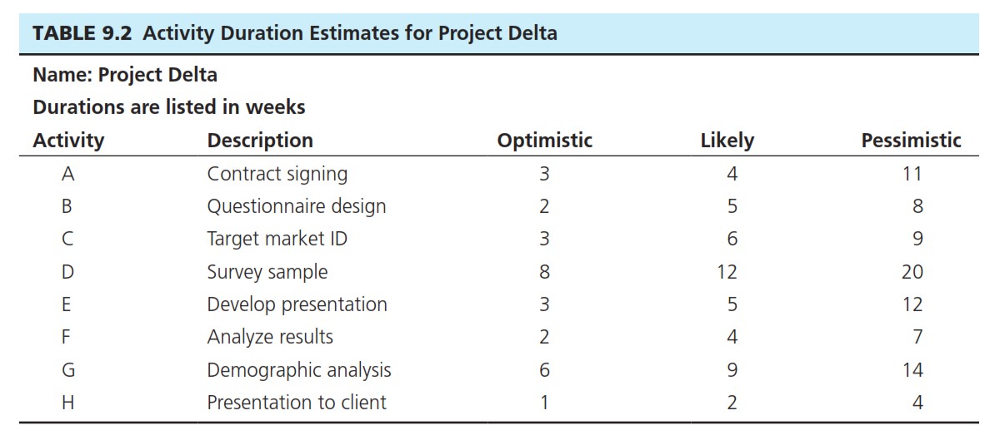 TABLE 9.2 Activity Duration Estimates for Project Delta
Name: Project Delta
Durations are listed in weeks
Activity Description Optimistic Likely Pessimistic
A Contract signing 3 4 11
B Questionnaire design 2 5 8
C Target market ID 3 6 9
D Survey sample 8 12 20
E Develop presentation 3 5 12
F Analyze results 2 4 7
G Demographic analysis 6 9 14
H Presentation to client 1 2 4